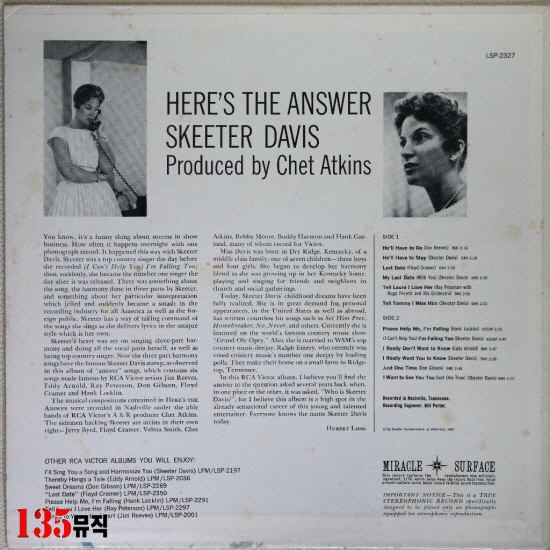 LSP-2327
HERE'S THE ANSWER
SKEETER DAVIS
Produced by Chet Atkins
You know, it's a funny thing about success in show
business. How often it happens overnight with one
phonograph record. It happened this way with Skeeter
Davis. Skeeter was a top country singer the day before
she recorded (I Can't Help You) I'm Falling Too;
then, suddenly, she became the number one singer the
day after it was released. There was something about
the song, the harmony done in three parts by Skeeter,
and something about her particular interpretation
which jelled and suddenly became a smash in the
recording industry for all America as well as the for-
eign public. Skeeter has a way of taking command of
the songs she sings as she delivers lyrics in the unique
style which is her own.
Skeeter's heart was set on singing three-part har-
mony and doing all the vocal parts herself, as well as
being top country singer. Now the three part harmony
songs have the famous Skeeter Davis stamp, as observed
in this album of "answer" songs, which contains six
songs made famous by RCA Victor artists Jim Reeves,
Eddy Arnold, Ray Peterson, Don Gibson, Floyd
Cramer and Hank Locklin.
The musical compositions contained in HERE'S THE
ANSWER were recorded in Nashville under the able
hands of RCA Victor's A & R producer Chet Atkins.
The sidemen backing Skeeter are artists in their own
right—Jerry Byrd, Floyd Cramer, Velma Smith, Chet
Atkins, Bobby Moore, Buddy Harmon and Hank Gar-
land, many of whom record for Victor.
Miss Davis was born in Dry Ridge, Kentucky, of a
middle class family, one of seven children—three boys
and four girls. She began to develop her harmony
blend as she was growing up in her Kentucky home,
playing and singing for friends and neighbors in
church and social gatherings.
Today, Skeeter Davis' childhood dreams have been
fully realized. She is in great demand for personal
appearances, in the United States as well as abroad,
has written countless hit songs such as Set Him Free,
Homebreaker, No, Never, and others. Currently she is
featured on the world's famous country music show
"Grand Ole Opry." Also, she is married to WSM's top
country music deejay, Ralph Emery, who recently was
voted country music's number one deejay by leading
polls. They make their home on a small farm in Ridge-
top, Tennessee.
In this RCA Victor album, I believe you'll find the
answer to the question asked several years back when,
in one place or the other, it was asked, "Who is Skeeter
Davis?", for I believe this album is a high spot in the
already sensational career of this young and talented
entertainer. Everyone knows the name Skeeter Davis
today.
HUBERT LONG
SIDE 1
He'll Have to Go (Jim Reeves)
He'll Have to Stay (Skeeter Davis)
Last Date (Floyd Cramer)
My Last Date (With You) (Skeeter Davis)
Tell Laura I Love Her (Ray Peterson with
Hugo Peretti and His Orchestra)
Tell Tommy I Miss Him (Skeeter Davis)
SIDE 2
Please Help Me, I'm Falling (Hank Locklin)
(I Can't Help You) I'm Falling Too (Skeeter Davis)
I Really Don't Want to Know (Eddy Arnold)
I Really Want You to Know (Skeeter Davis)
Just One Time (Don Gibson)
I Want to See You Too (Just One Time) (Skeeter Davis)
Recorded in Nashville, Tennessee.
Recording Engineer: Bill Porter.
OTHER RCA VICTOR ALBUMS YOU WILL ENJOY:
I'll Sing You a Song and Harmonize Too (Skeeter Davis) LPM/LSP-2197
Thereby Hangs a Tale (Eddy Arnold) LPM/LSP-2036
Sweet Dreams (Don Gibson) LPM/LSP-2269
"Last Date" (Floyd Cramer) LPM/LSP-2350
Please Help Me, I'm Falling (Hank Locklin) LPM/LSP-2291
I Love Her (Ray Peterson) LPM/LSP-2297
(Jim Reeves) LPM/LSP-2001
MIRACLE SURFACE
IMPORTANT NOTICE—This is a TRUE
STEREOPHONIC RECORD specifically
designed to be played only on phonographs
equipped for stereophonic reproduction.
135뮤직